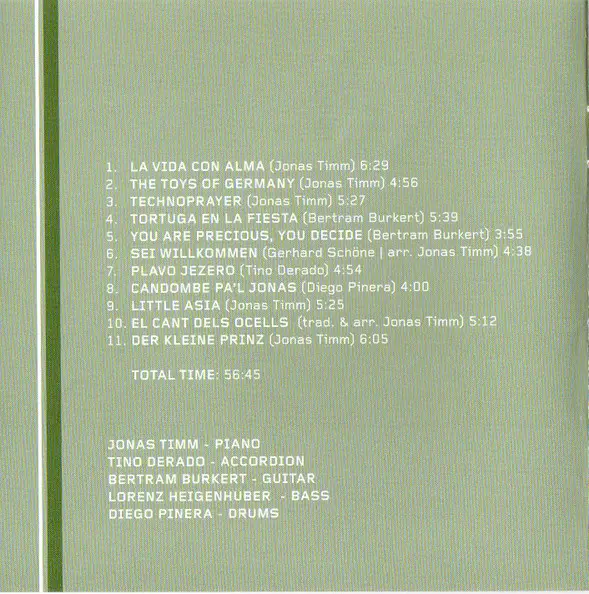 1. LA VIDA CON ALMA (Jonas Timm) 6:29
2. THE TOYS OF GERMANY (Jonas Timm) 4:56
3. TECHNOPRAYER (Jonas Timm) 5:27
4. TORTUGA EN LA FIESTA (Bertram Burkert) 5:39
5. YOU ARE PRECIOUS, YOU DECIDE (Bertram Burkert) 3:55
6. SEI WILLKOMMEN (Gerhard Schöne | arr. Jonas Timm) 4:38
7. PLAVO JEZERO (Tino Derado) 4:54
8. CANDOMBE PA'L JONAS (Diego Pinera) 4:00
9. LITTLE ASIA (Jonas Timm) 5:25
10. EL CANT DELS OCELLS (trad. & arr. Jonas Timm) 5:12
11. DER KLEINE PRINZ (Jonas Timm) 6:05
TOTAL TIME: 56:45
JONAS TIMM - PIANO
TINO DERADO - ACCORDION
BERTRAM BURKERT - GUITAR
LORENZ HEIGENHUBER - BASS
DIEGO PINERA - DRUMS